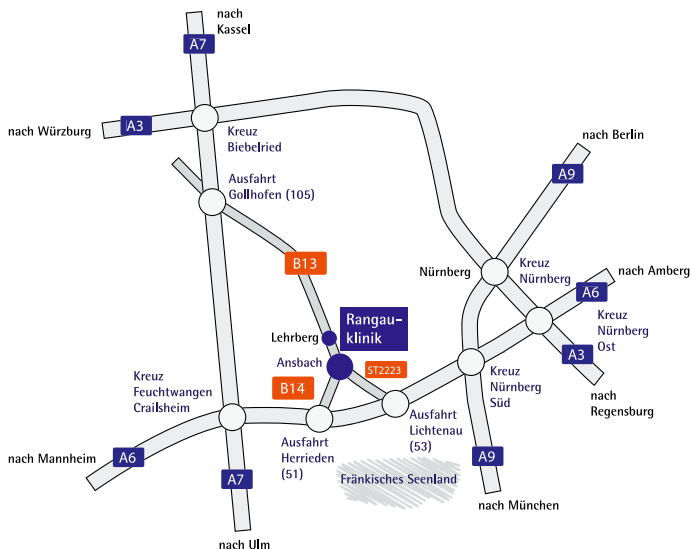 nach
Kassel
A7
nach Würzburg
A3
Kreuz
Biebelried
nach Berlin
A9
Ausfahrt
Gollhofen (105)
B13
Nürnberg
Kreuz
Nürnberg
nach Amberg
A6
Kreuz
Nürnberg
Ost
A3
nach
Regensburg
Lehrberg
Rangau-
klinik
Ansbach
ST2223
B14
Kreuz
Feuchtwangen
Crailsheim
Kreuz
Nürnberg
Süd
Ausfahrt
Lichtenau
(53)
Ausfahrt
Herrieden
(51)
nach Mannheim
A6
A7
Fränkisches Seenland
A9
nach München
nach Ulm